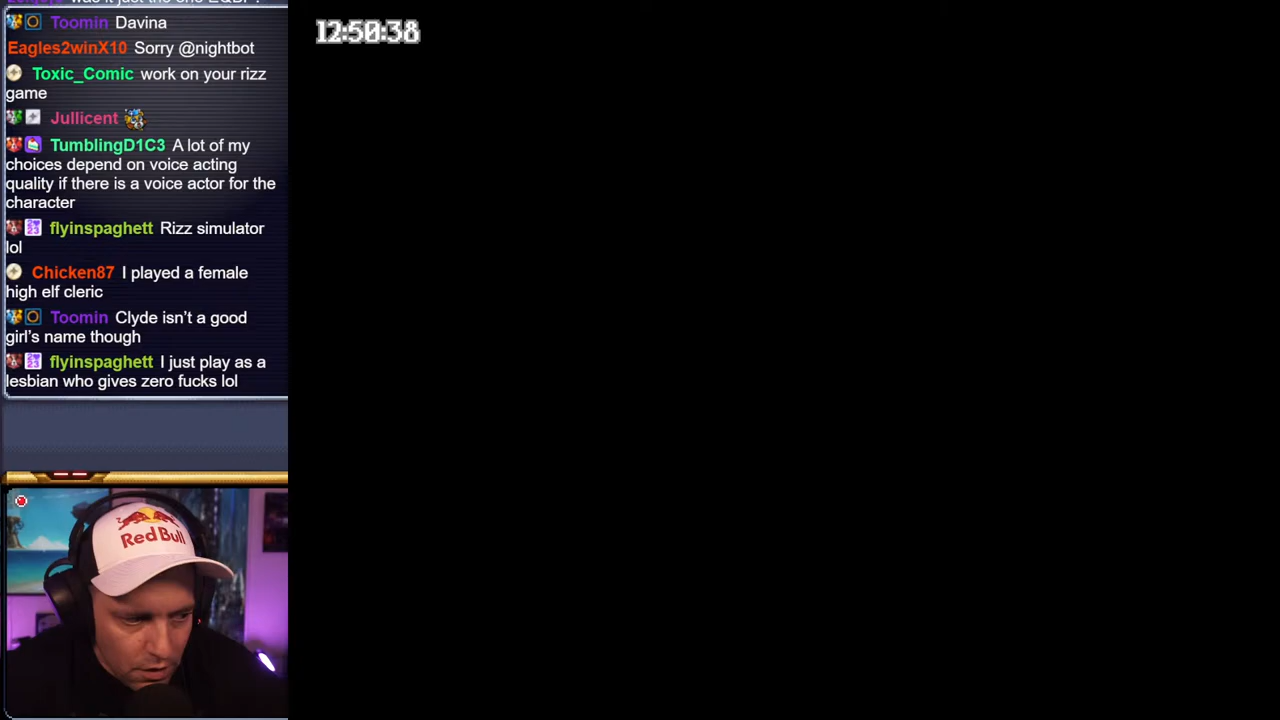 Toomin Davina
Eagles2winX10 Sorry @nightbot
Toxic_Comic work on your rizz
game
Jullicent
TumblingD1C3 A lot of my
choices depend on voice acting
quality if there is a voice actor for the
character
flyinspaghett Rizz simulator
lol
Chicken87 I played a female
high elf cleric
Toomin Clyde isn't a good
girl's name though
flyinspaghett I just play as a
lesbian who gives zero fucks lol
Red Bull
12:50:38